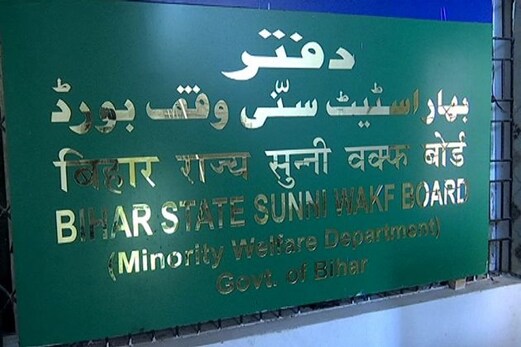 دفتر
بہار اسٹیٹ سنّی وقف بورڈ
बिहार राज्य सुन्नी वक्फ बोर्ड
BIHAR STATE SUNNI WAKF BOARD
(Minority Welfare Department)
Govt. of Bihar